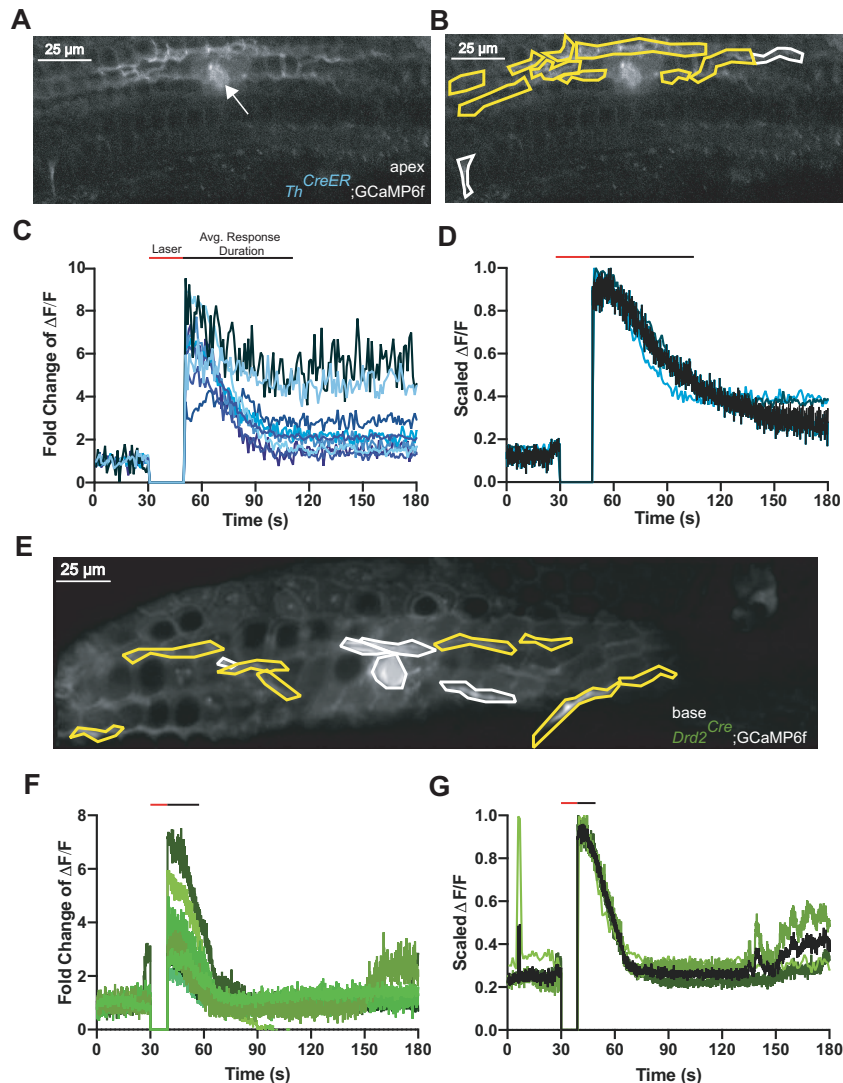 A
25 µm
apex
Th^CreER;GCaMP6f
B
25 µm
C
Laser
Avg. Response
Duration
Fold Change of ΔF/F
10
8
6
4
2
0
0 30 60 90 120 150 180
Time (s)
D
Scaled ΔF/F
1.0
0.8
0.6
0.4
0.2
0.0
0 30 60 90 120 150 180
Time (s)
E
25 µm
base
Drd2^Cre;GCaMP6f
F
Fold Change of ΔF/F
8
6
4
2
0
0 30 60 90 120 150 180
Time (s)
G
Scaled ΔF/F
1.0
0.8
0.6
0.4
0.2
0.0
0 30 60 90 120 150 180
Time (s)